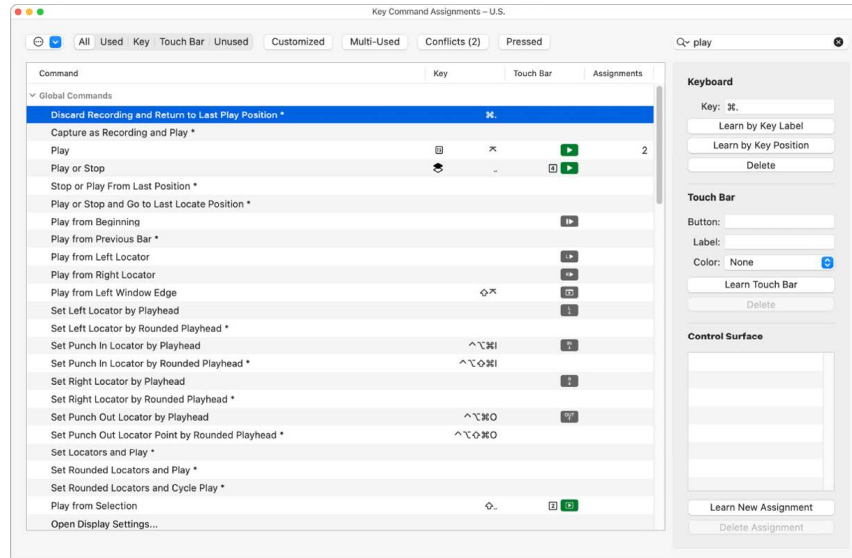 Key Command Assignments – U.S.
All Used Key Touch Bar Unused Customized Multi-Used Conflicts (2) Pressed play
Command Key Touch Bar Assignments
Global Commands
Discard Recording and Return to Last Play Position * ⌘.
Capture as Recording and Play *
Play ⌤ 2
Play or Stop 4
Stop or Play From Last Position *
Play or Stop and Go to Last Locate Position *
Play from Beginning
Play from Previous Bar *
Play from Left Locator
Play from Right Locator
Play from Left Window Edge ⇧⌤
Set Left Locator by Playhead
Set Left Locator by Rounded Playhead *
Set Punch In Locator by Playhead ^⌥⌘I IN
Set Punch In Locator by Rounded Playhead * ^⌥⇧⌘I
Set Right Locator by Playhead
Set Right Locator by Rounded Playhead *
Set Punch Out Locator by Playhead ^⌥⌘O OUT
Set Punch Out Locator Point by Rounded Playhead * ^⌥⇧⌘O
Set Locators and Play *
Set Rounded Locators and Play *
Set Rounded Locators and Cycle Play *
Play from Selection 2
Open Display Settings...
Keyboard
Key: ⌘.
Learn by Key Label
Learn by Key Position
Delete
Touch Bar
Button:
Label:
Color: None
Learn Touch Bar
Delete
Control Surface
Learn New Assignment
Delete Assignment